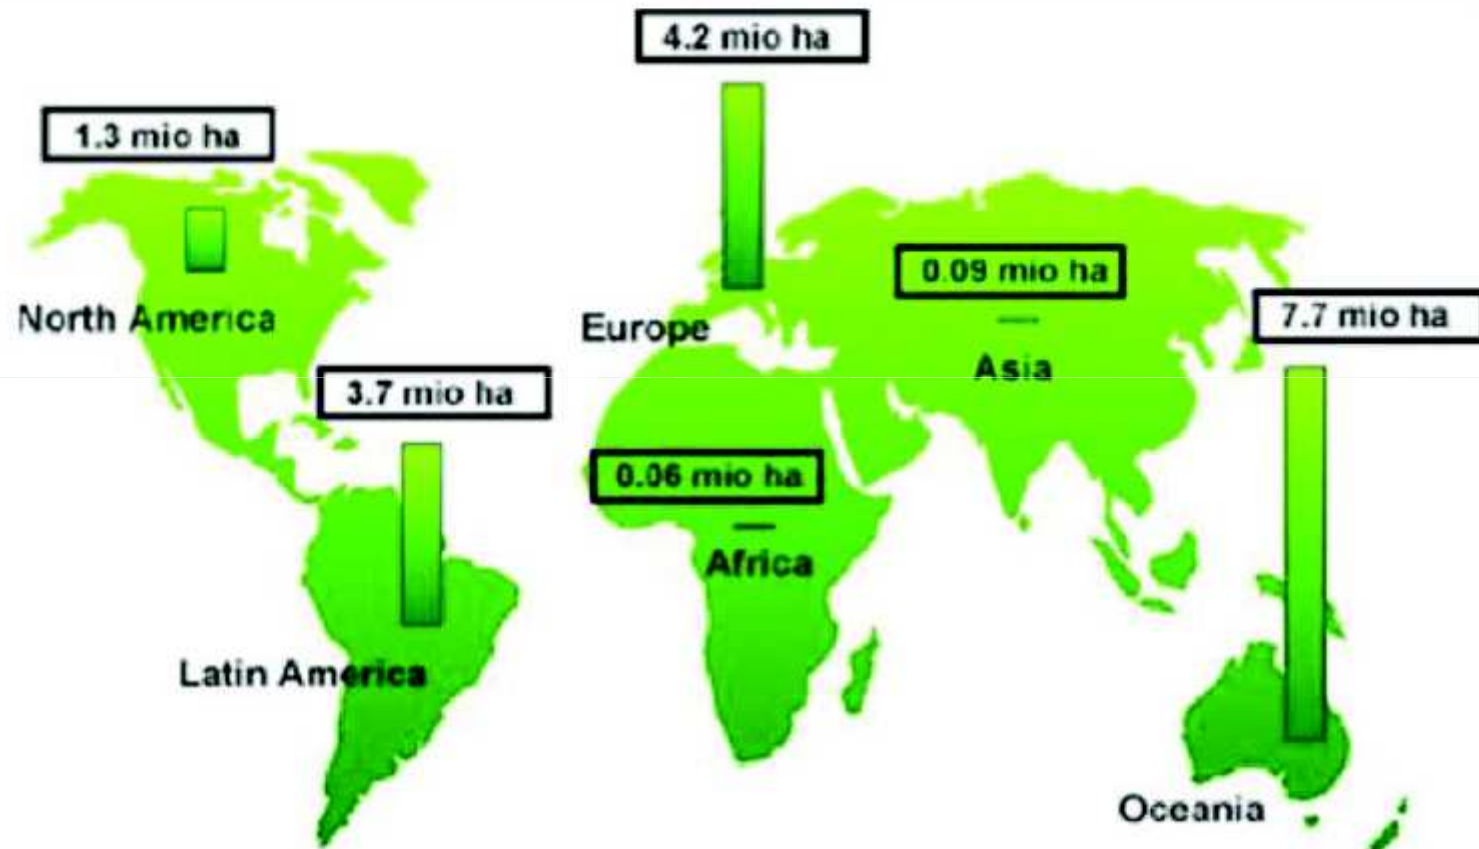 4.2 mio ha
1.3 mio ha
0.09 mio ha
7.7 mio ha
North America
Europe
Asia
3.7 mio ha
0.06 mio ha
Africa
Latin America
Oceania